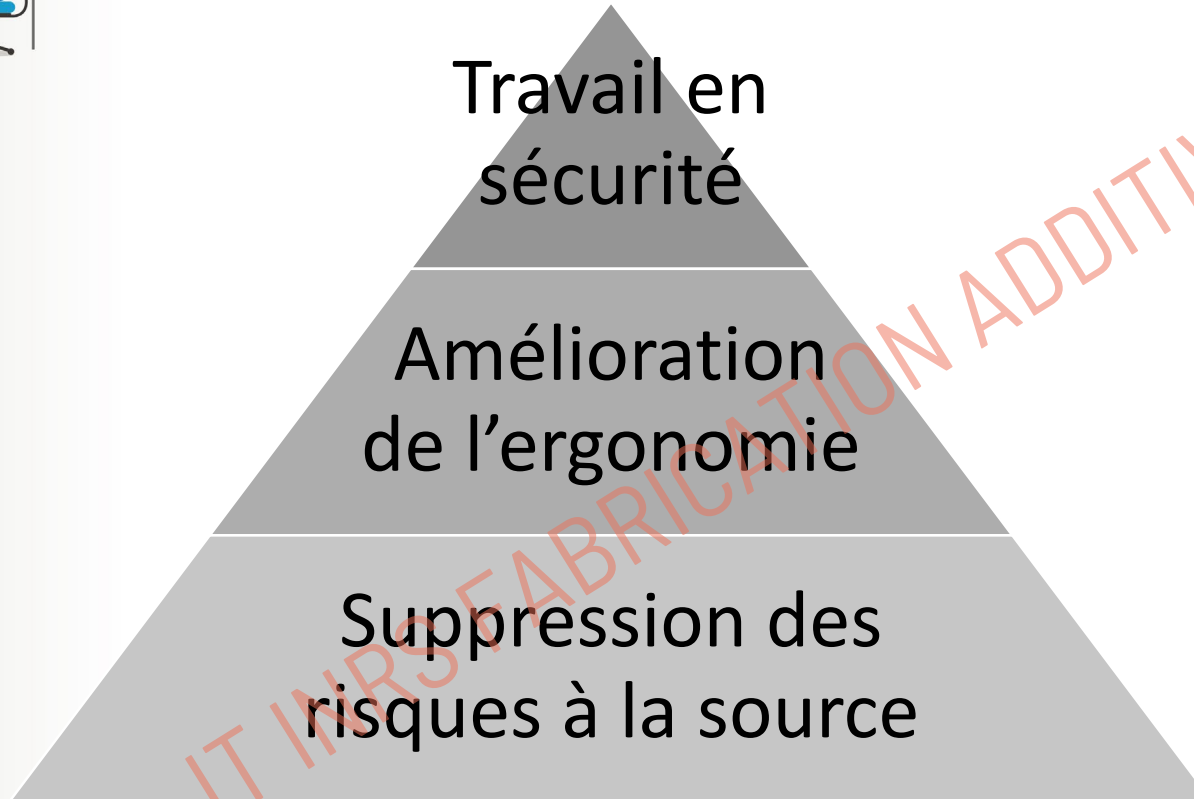 Travail en
sécurité
Amélioration
de l’ergonomie
Suppression des
risques à la source
IT INRS FABRICATION ADDITIV